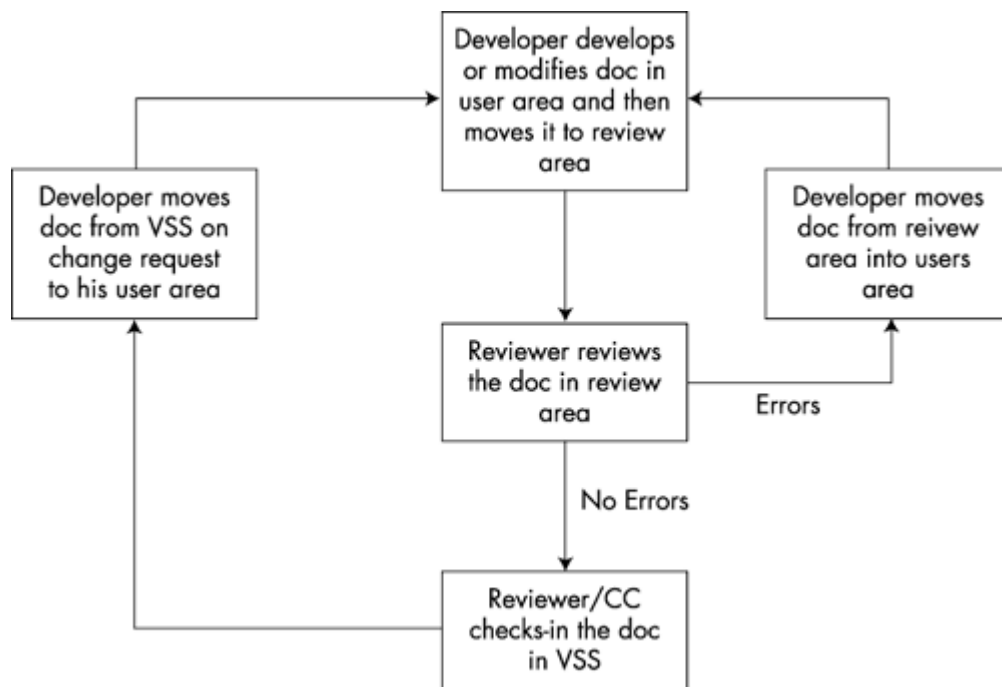 Developer develops
or modifies doc in
user area and then
moves it to review
area
Developer moves
doc from VSS on
change request
to his user area
Developer moves
doc from reivew
area into users
area
Reviewer reviews
the doc in review
area
Errors
No Errors
Reviewer/CC
checks-in the doc
in VSS